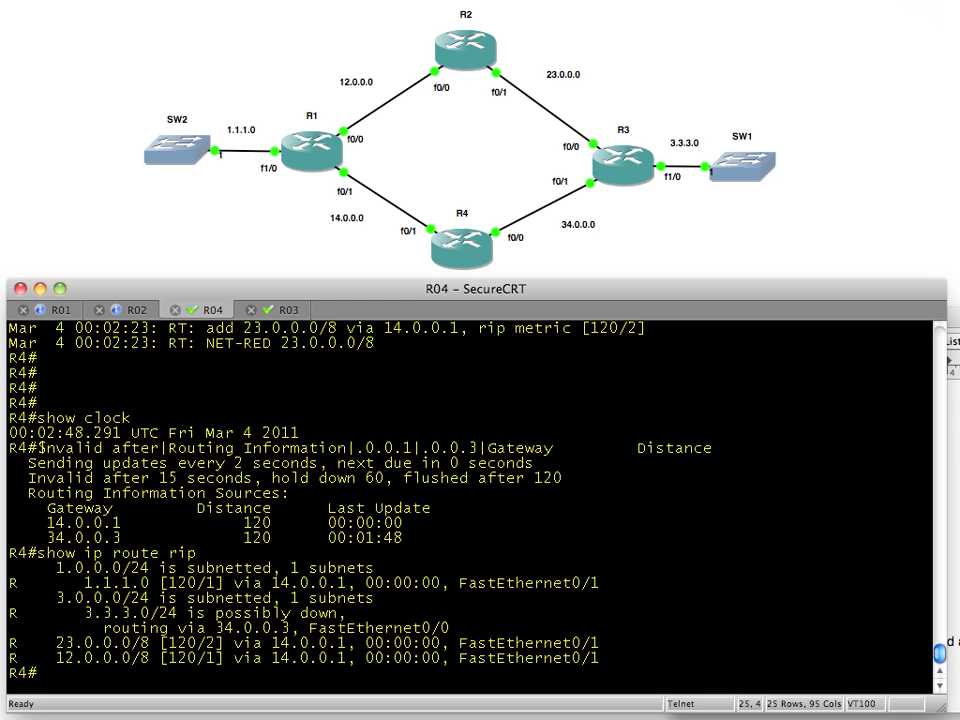 R2
12.0.0.0
23.0.0.0
f0/0
f0/1
SW2
1.1.1.0
R1
f0/0
R3
3.3.3.0
SW1
1
f1/0
f0/0
f1/0
f0/1
f0/1
14.0.0.0
R4
34.0.0.0
f0/1
f0/0
R04 - SecureCRT
R01 R02 R04 R03
Mar  4 00:02:23: RT: add 23.0.0.0/8 via 14.0.0.1, rip metric [120/2]
Mar  4 00:02:23: RT: NET-RED 23.0.0.0/8
R4#
R4#
R4#
R4#
R4#show clock
00:02:48.291 UTC Fri Mar 4 2011
R4#$nvalid after|Routing Information|.0.0.1|.0.0.3|Gateway         Distance
  Sending updates every 2 seconds, next due in 0 seconds
  Invalid after 15 seconds, hold down 60, flushed after 120
  Routing Information Sources:
    Gateway         Distance      Last Update
    14.0.0.1             120      00:00:00
    34.0.0.3             120      00:01:48
R4#show ip route rip
     1.0.0.0/24 is subnetted, 1 subnets
R       1.1.1.0 [120/1] via 14.0.0.1, 00:00:00, FastEthernet0/1
     3.0.0.0/24 is subnetted, 1 subnets
R       3.3.3.0/24 is possibly down,
          routing via 34.0.0.3, FastEthernet0/0
R    23.0.0.0/8 [120/2] via 14.0.0.1, 00:00:00, FastEthernet0/1
R    12.0.0.0/8 [120/1] via 14.0.0.1, 00:00:00, FastEthernet0/1
R4#
Ready
Telnet 25, 4 25 Rows, 95 Cols VT100